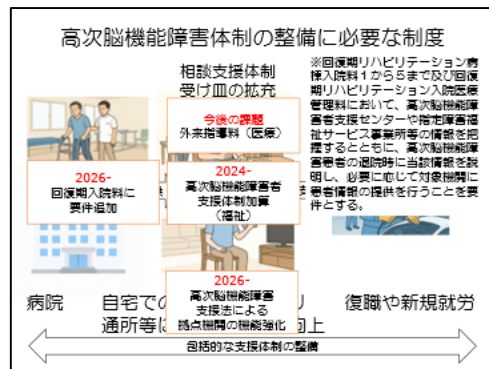 高次脳機能障害体制の整備に必要な制度
相談支援体制
受け皿の拡充
※回復期リハビリテーション病
棟入院料１から５まで及び回復
期リハビリテーション入院医療
管理料において、高次脳機能障
害者支援センターや指定障害福
祉サービス事業所等の情報を把
握するとともに、高次脳機能障
害患者の退院時に当該情報を説
明し、必要に応じて対象機関に
患者情報の提供を行うことを要
件とする。
今後の課題
外来指導料（医療）
2026-
回復期入院料に
要件追加
2024-
高次脳機能障害者
支援体制加算
（福祉）
2026-
高次脳機能障害
支援法による
拠点機関の機能強化
病院
自宅での
り
復職や新規就労
通所等に
向上
包括的な支援体制の整備